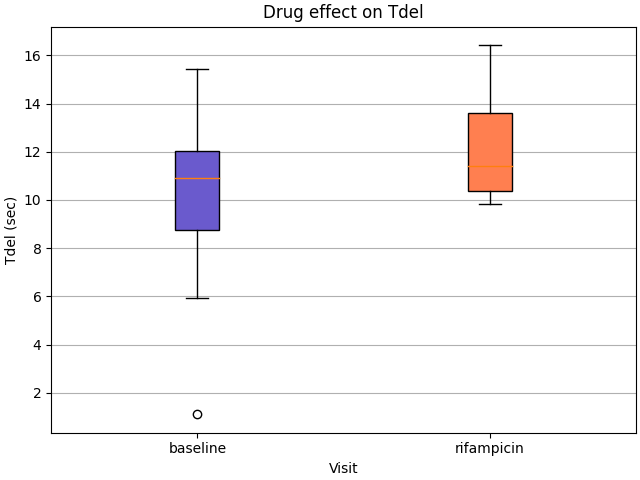 Drug effect on Tdel
16
14
12
10
8
6
4
2
Tdel (sec)
baseline
rifampicin
Visit